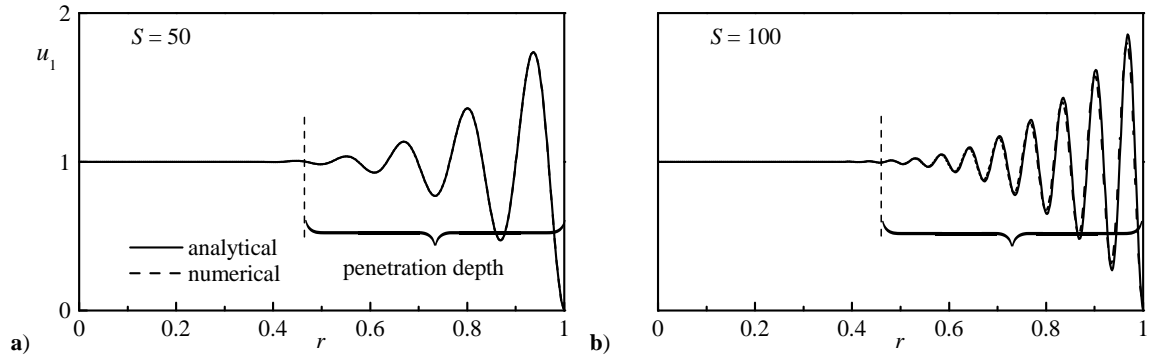 2
S = 50
u1
1
analytical
numerical
penetration depth
0
0 0.2 0.4 0.6 0.8 1
r
a)
S = 100
0 0.2 0.4 0.6 0.8 1
r
b)